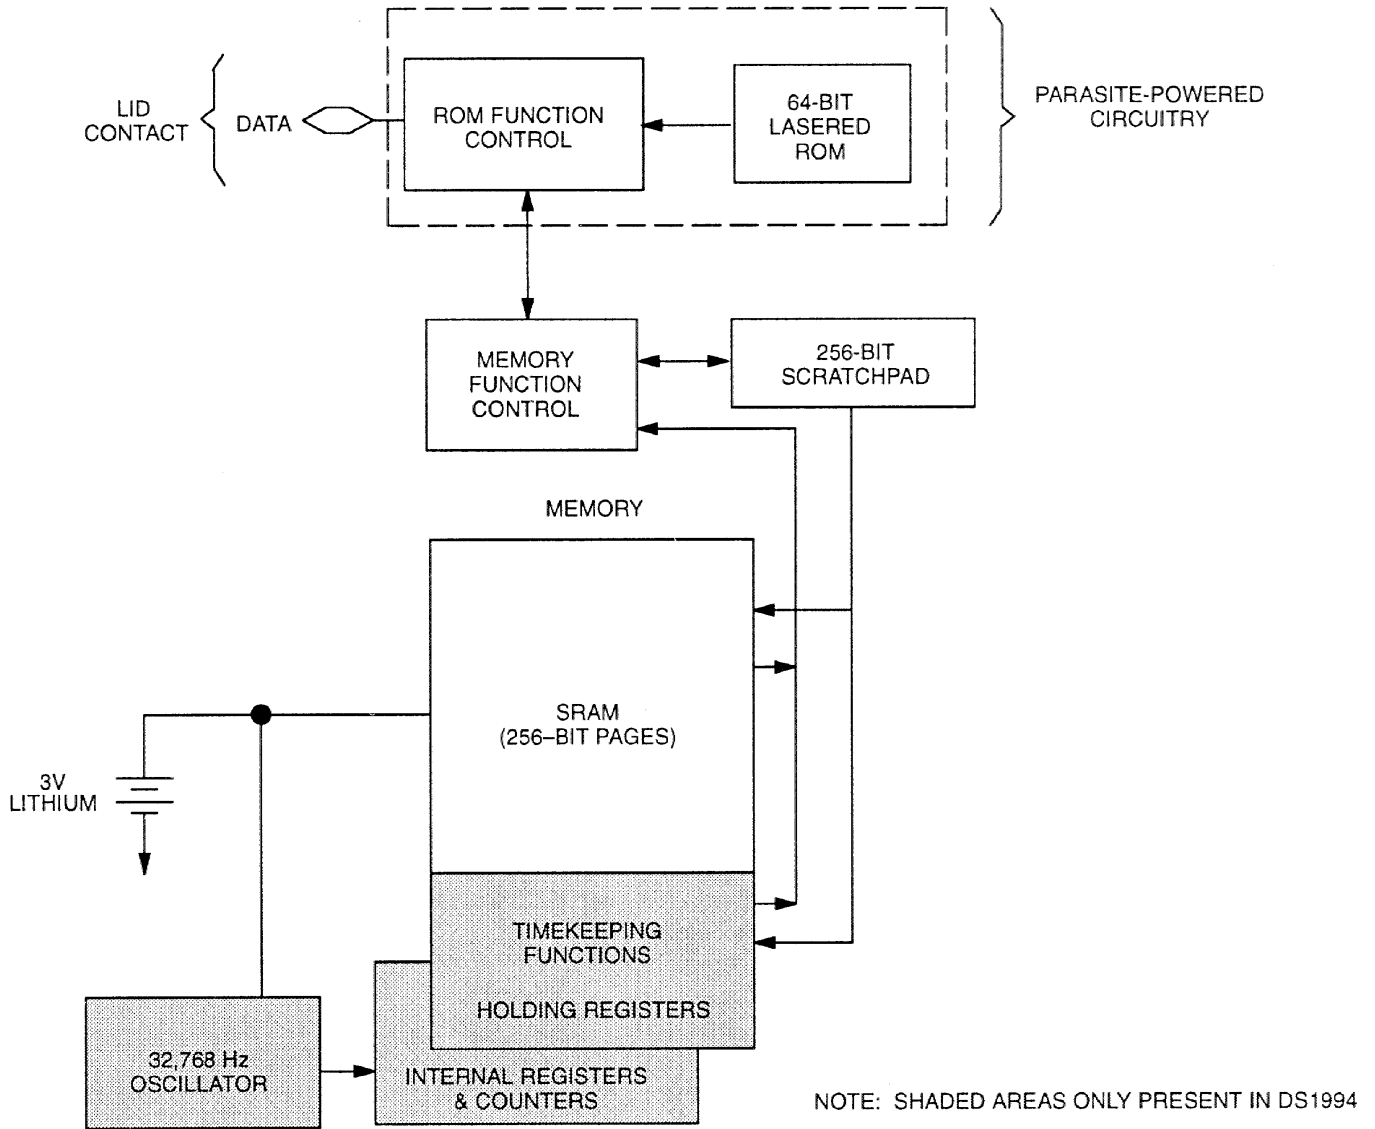 LID
CONTACT
DATA
ROM FUNCTION
CONTROL
64-BIT
LASERED
ROM
PARASITE-POWERED
CIRCUITRY
MEMORY
FUNCTION
CONTROL
256-BIT
SCRATCHPAD
MEMORY
SRAM
(256–BIT PAGES)
3V
LITHIUM
TIMEKEEPING
FUNCTIONS
HOLDING REGISTERS
32,768 Hz
OSCILLATOR
INTERNAL REGISTERS
& COUNTERS
NOTE: SHADED AREAS ONLY PRESENT IN DS1994